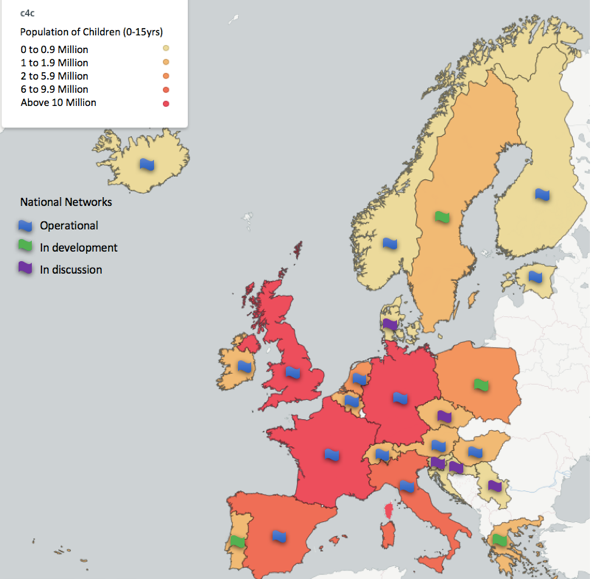 c4c
Population of Children (0-15yrs)
0 to 0.9 Million
1 to 1.9 Million
2 to 5.9 Million
6 to 9.9 Million
Above 10 Million
National Networks
Operational
In development
In discussion